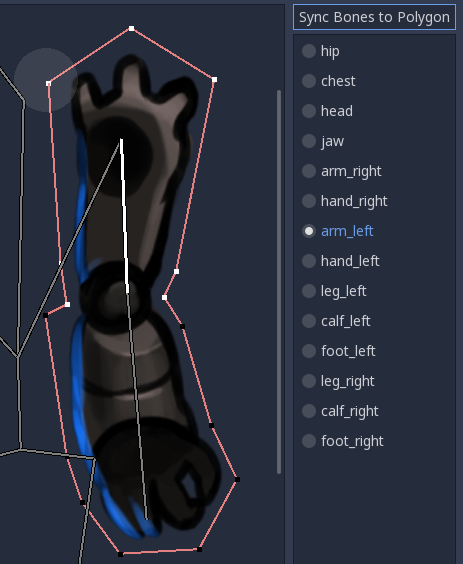 Sync Bones to Polygon
hip
chest
head
jaw
arm_right
hand_right
arm_left
hand_left
leg_left
calf_left
foot_left
leg_right
calf_right
foot_right